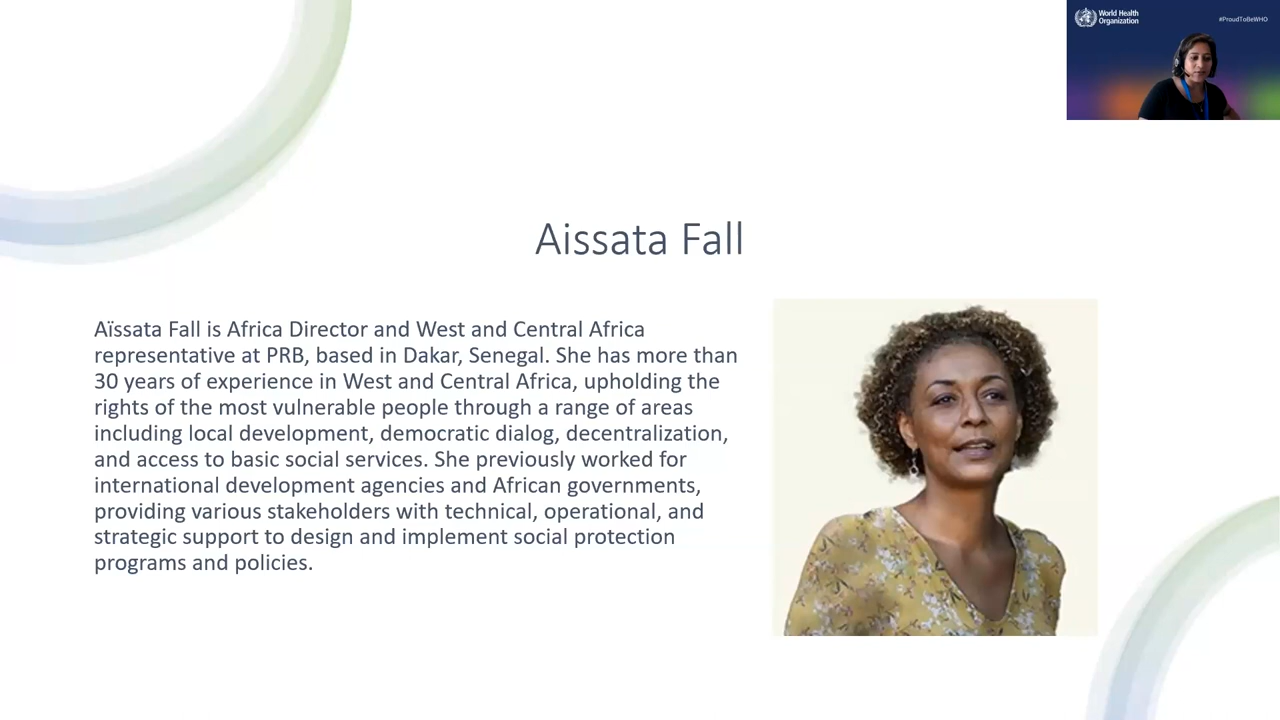 World Health
Organization
#ProudToBeWHO
Aissata Fall
Aïssata Fall is Africa Director and West and Central Africa
representative at PRB, based in Dakar, Senegal. She has more than
30 years of experience in West and Central Africa, upholding the
rights of the most vulnerable people through a range of areas
including local development, democratic dialog, decentralization,
and access to basic social services. She previously worked for
international development agencies and African governments,
providing various stakeholders with technical, operational, and
strategic support to design and implement social protection
programs and policies.